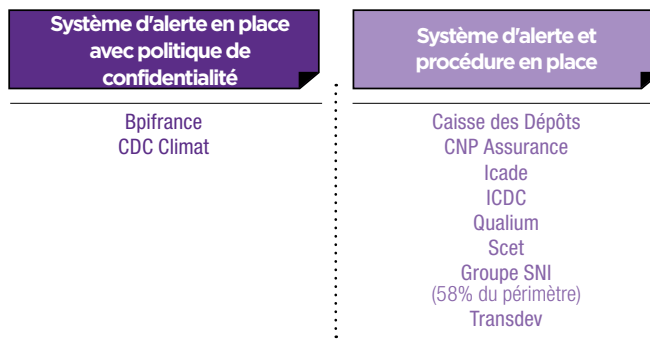 Système d'alerte en place
avec politique de
confidentialité
Bpifrance
CDC Climat
Système d'alerte et
procédure en place
Caisse des Dépôts
CNP Assurance
Icade
ICDC
Qualium
Scet
Groupe SNI
(58% du périmètre)
Transdev